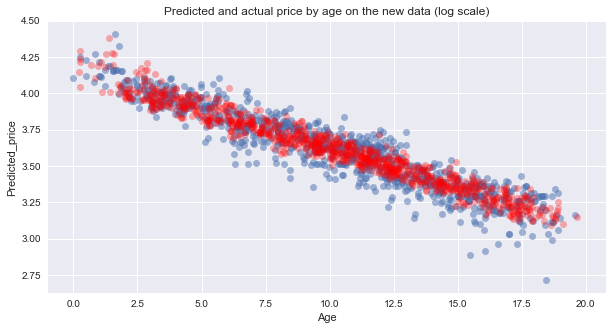 Predicted and actual price by age on the new data (log scale)
4.50
4.25
4.00
3.75
3.50
3.25
3.00
2.75
Predicted_price
0.0 2.5 5.0 7.5 10.0 12.5 15.0 17.5 20.0
Age